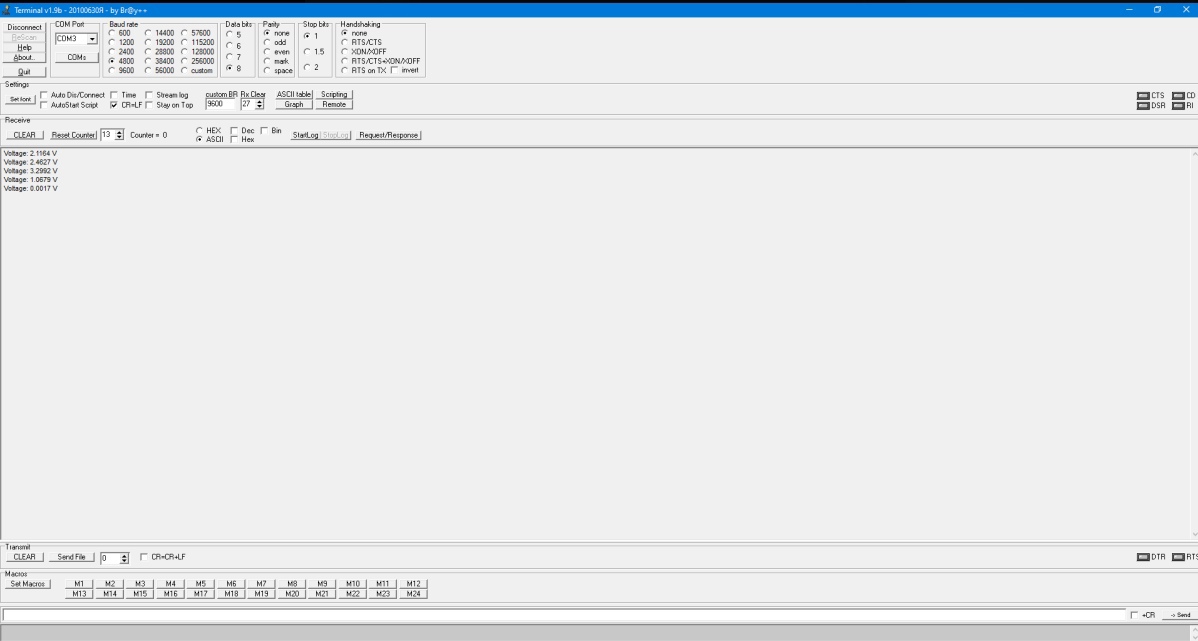 Terminal v1.9b - 20100630Я - by Br@y++
Disconnect
ReScan
Help
About..
Quit
COM Port
COM3
COMs
Baud rate
600 14400 57600
1200 19200 115200
2400 28800 128000
4800 38400 256000
9600 56000 custom
Data bits
5
6
7
8
Parity
none
odd
even
mark
space
Stop bits
1
1.5
2
Handshaking
none
RTS/CTS
XON/XOFF
RTS/CTS+XON/XOFF
RTS on TX invert
Settings
Set font
Auto Dis/Connect Time Stream log
AutoStart Script CR=LF Stay on Top
custom BR Rx Clear
9600 27
ASCII table Scripting
Graph Remote
CTS CD
DSR RI
Receive
CLEAR Reset Counter 13 Counter = 0
HEX Dec Bin
ASCII Hex
StartLog StopLog Request/Response
Voltage: 2.1164 V
Voltage: 2.4627 V
Voltage: 3.2992 V
Voltage: 1.0679 V
Voltage: 0.0017 V
Transmit
CLEAR Send File 0 CR=CR+LF
DTR RTS
Macros
Set Macros M1 M2 M3 M4 M5 M6 M7 M8 M9 M10 M11 M12
M13 M14 M15 M16 M17 M18 M19 M20 M21 M22 M23 M24
+CR -> Send